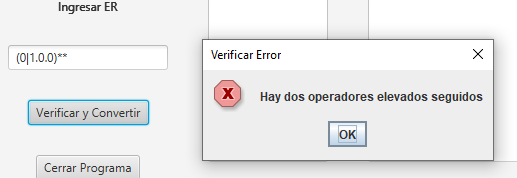 Ingresar ER
(0|1.0.0)**
Verificar y Convertir
Cerrar Programa
Verificar Error
Hay dos operadores elevados seguidos
OK